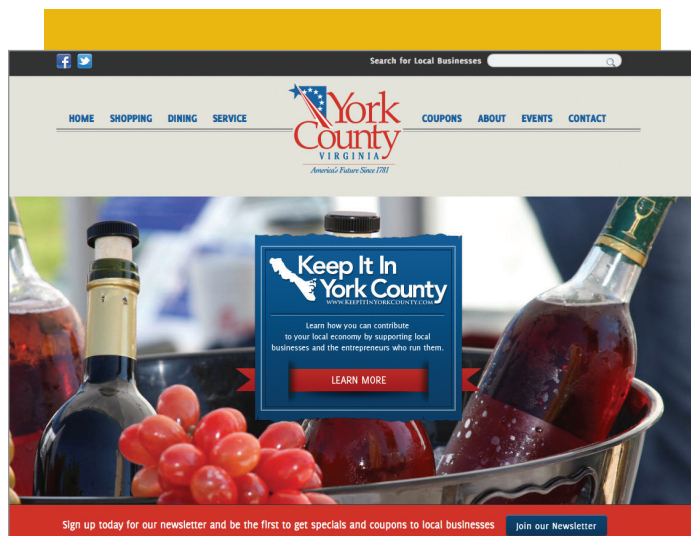 Search for Local Businesses
HOME SHOPPING DINING SERVICE
York
County
VIRGINIA
America's Future Since 1781
COUPONS ABOUT EVENTS CONTACT
Keep It In
York County
WWW.KEEPITINYORKCOUNTY.COM
Learn how you can contribute
to your local economy by supporting local
businesses and the entrepreneurs who run them.
LEARN MORE
Sign up today for our newsletter and be the first to get specials and coupons to local businesses
Join our Newsletter